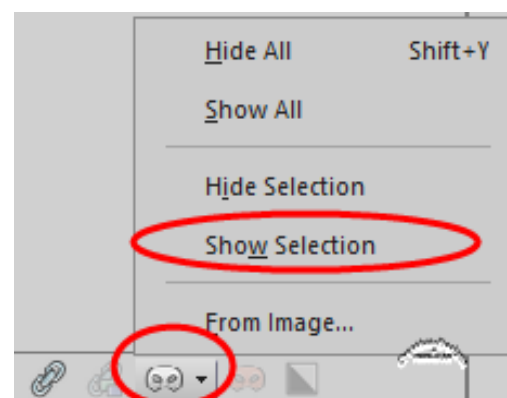 Hide All Shift+Y
Show All
Hide Selection
Show Selection
From Image...